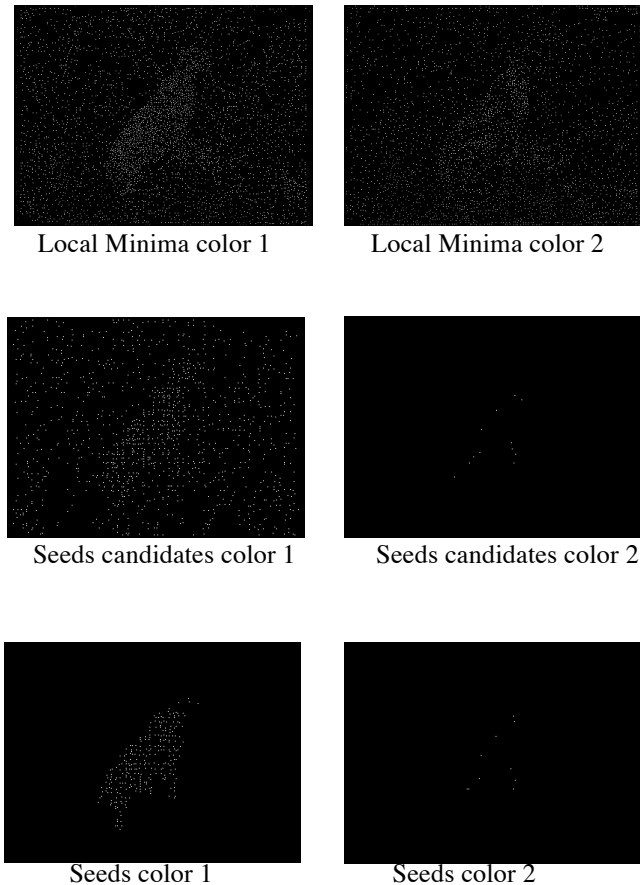 Local Minima color 1
Local Minima color 2
Seeds candidates color 1
Seeds candidates color 2
Seeds color 1
Seeds color 2